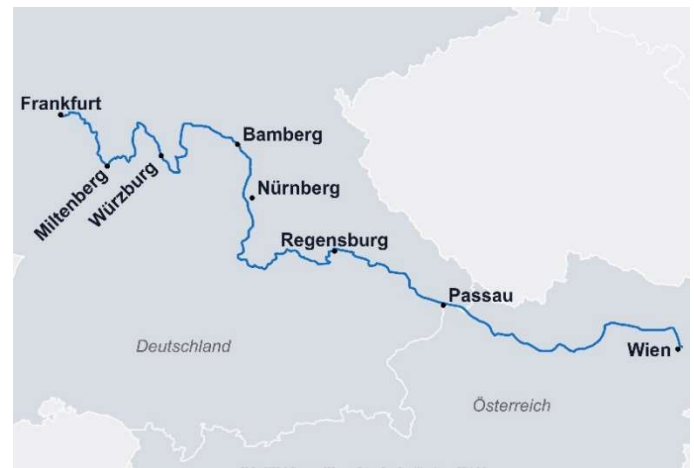 Frankfurt
Bamberg
Miltenberg
Würzburg
Nürnberg
Regensburg
Passau
Deutschland
Wien
Österreich